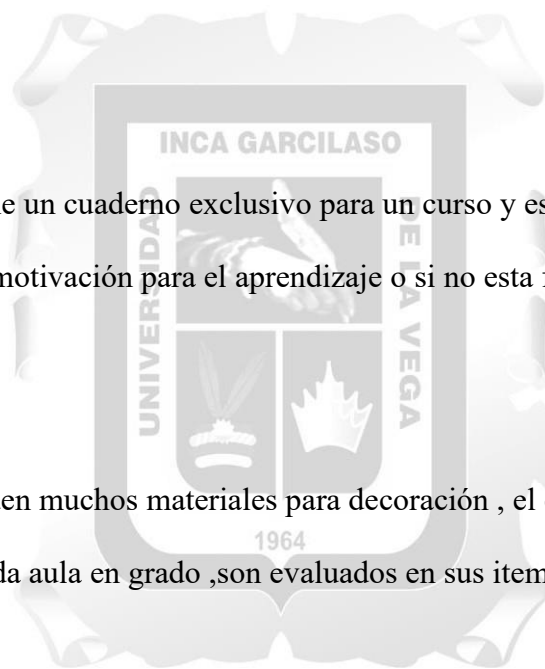 INCA GARCILASO
e un cuaderno exclusivo para un curso y es
UNIVERSIDAD
DE LA VEGA
motivación para el aprendizaje o si no esta
en muchos materiales para decoración , el
1964
da aula en grado ,son evaluados en sus item